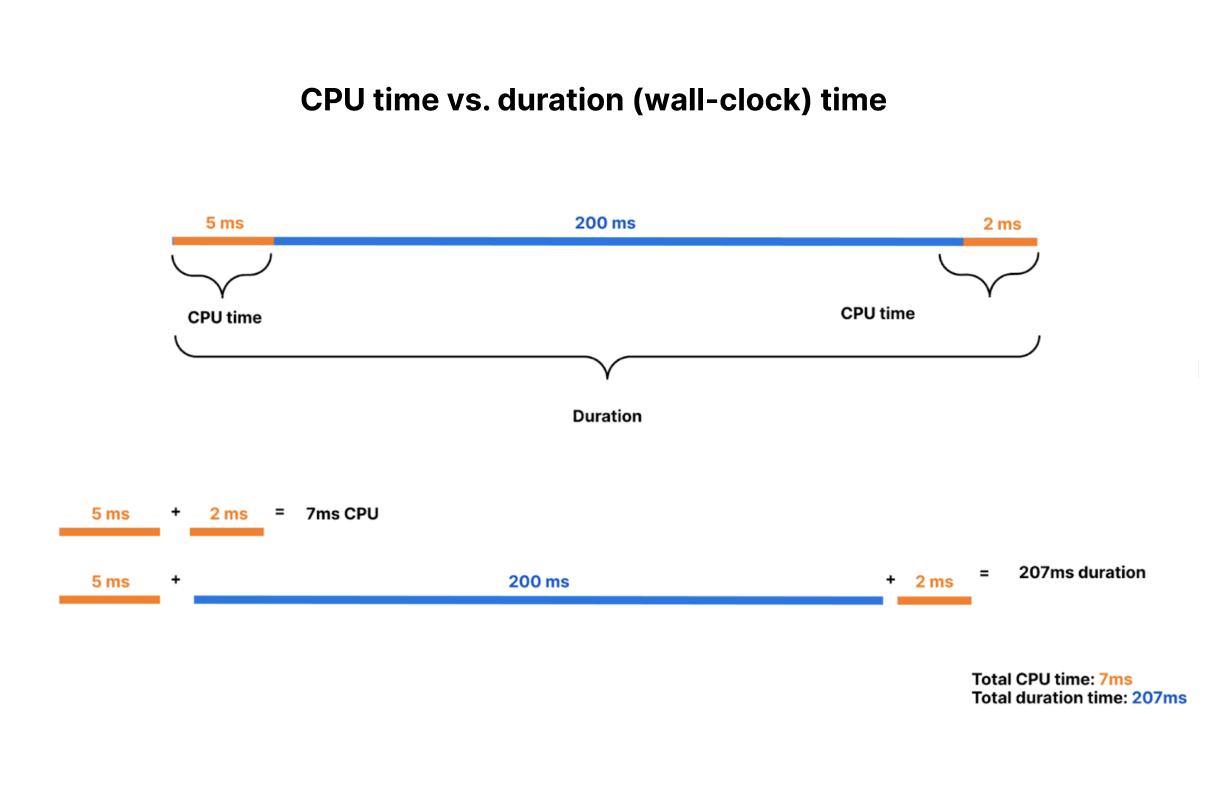 CPU time vs. duration (wall-clock) time
5 ms 200 ms 2 ms
CPU time CPU time
Duration
5 ms + 2 ms = 7ms CPU
5 ms + 200 ms + 2 ms = 207ms duration
Total CPU time: 7ms
Total duration time: 207ms